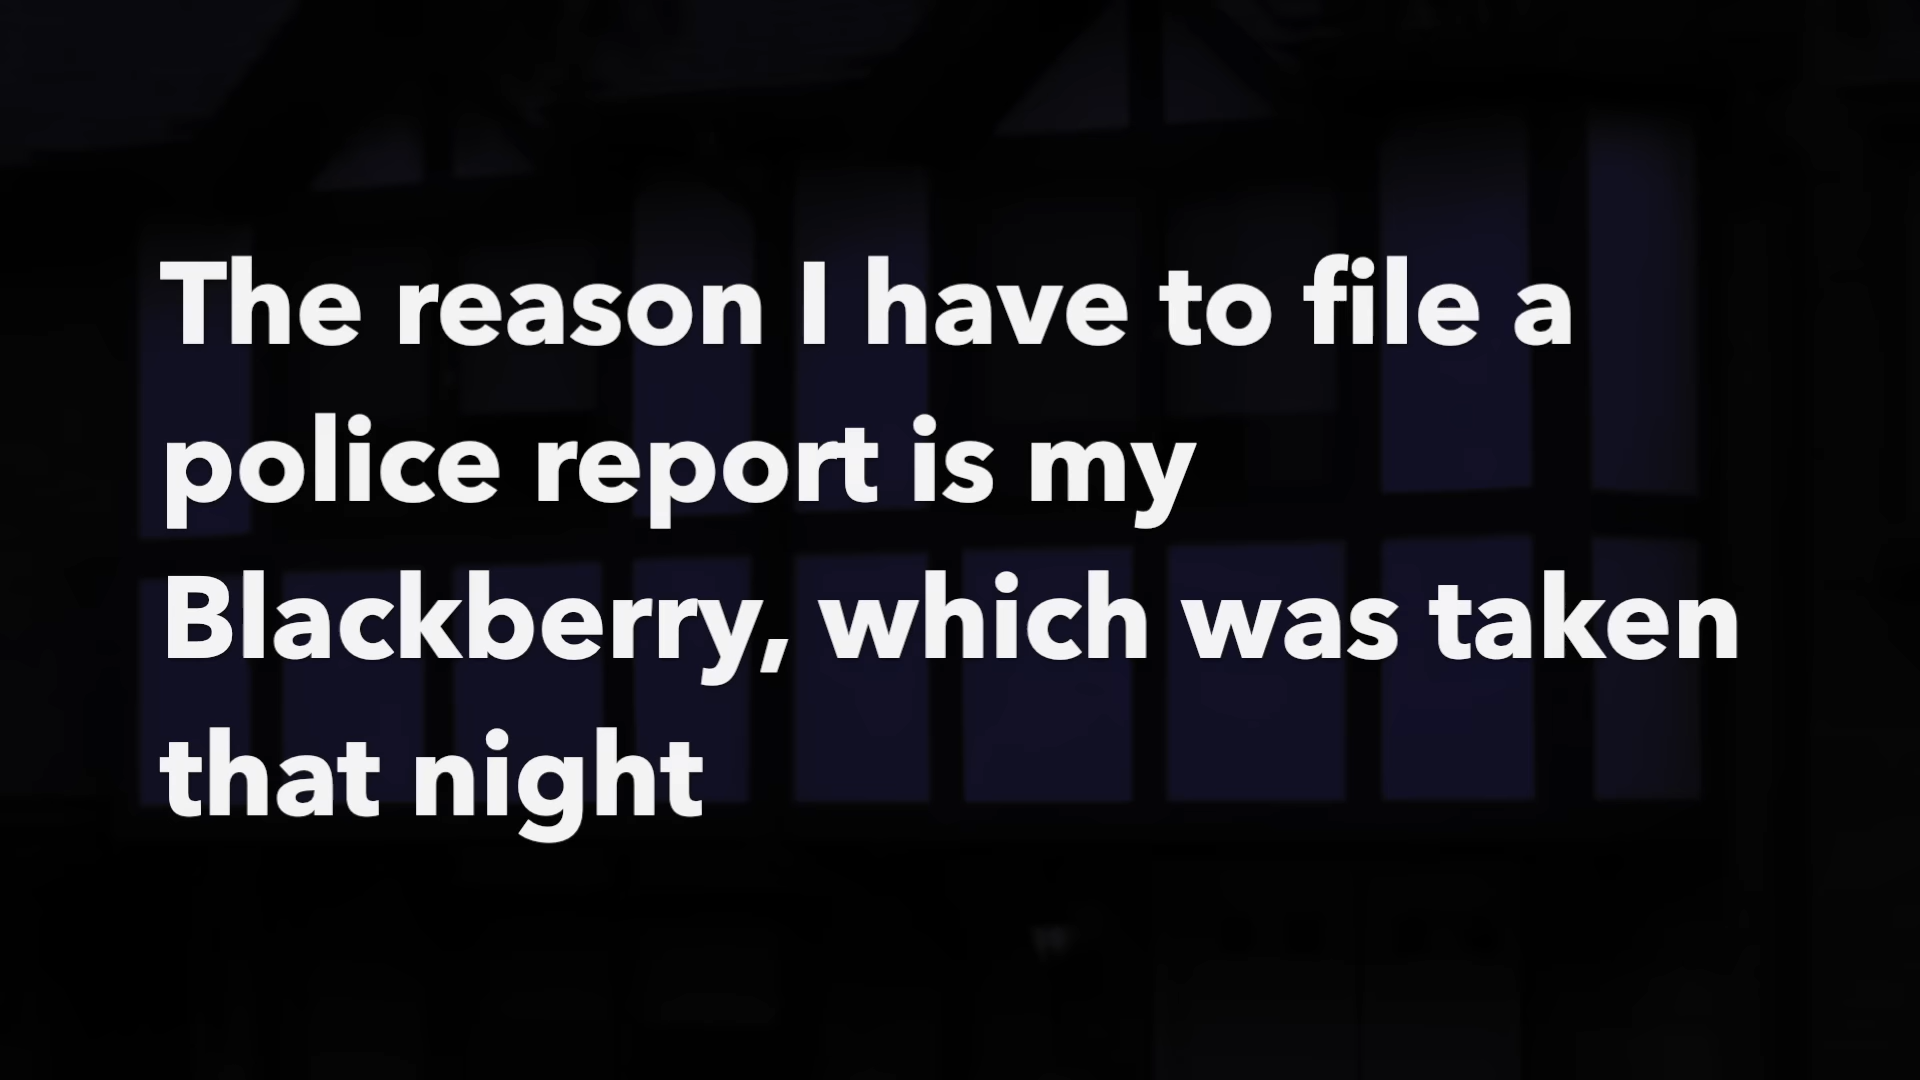 The reason I have to file a
police report is my
Blackberry, which was taken
that night